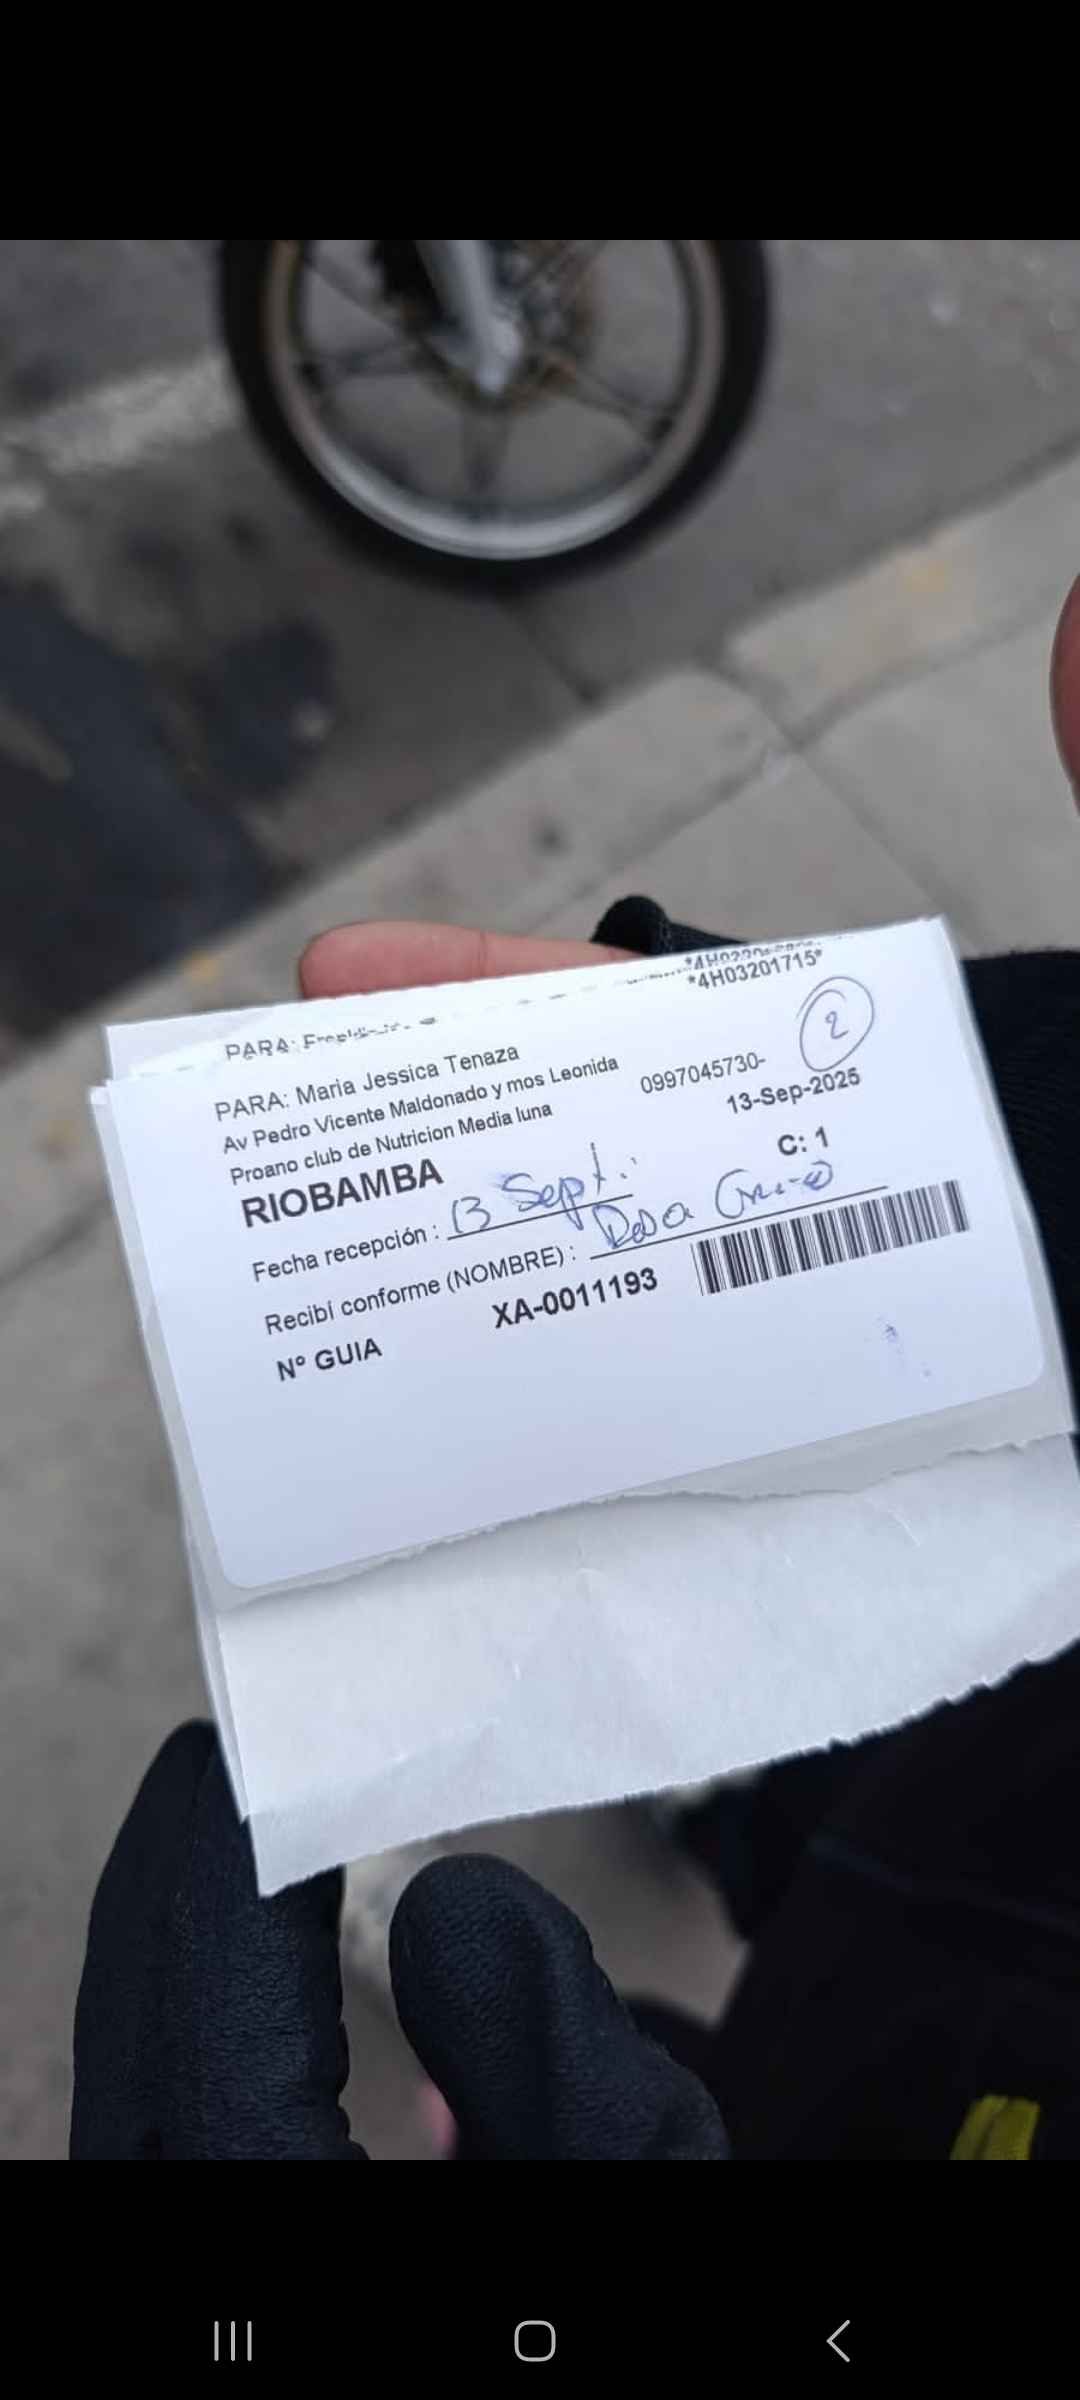 PARA:
*4H03201715*
PARA: Maria Jessica Tenaza
Av Pedro Vicente Maldonado y mos Leonida
0997045730-
2
Proano club de Nutricion Media luna
13-Sep-2025
RIOBAMBA
C: 1
Fecha recepción : 13 Sept.
Recibí conforme (NOMBRE) : Rosa
Nº GUIA XA-0011193